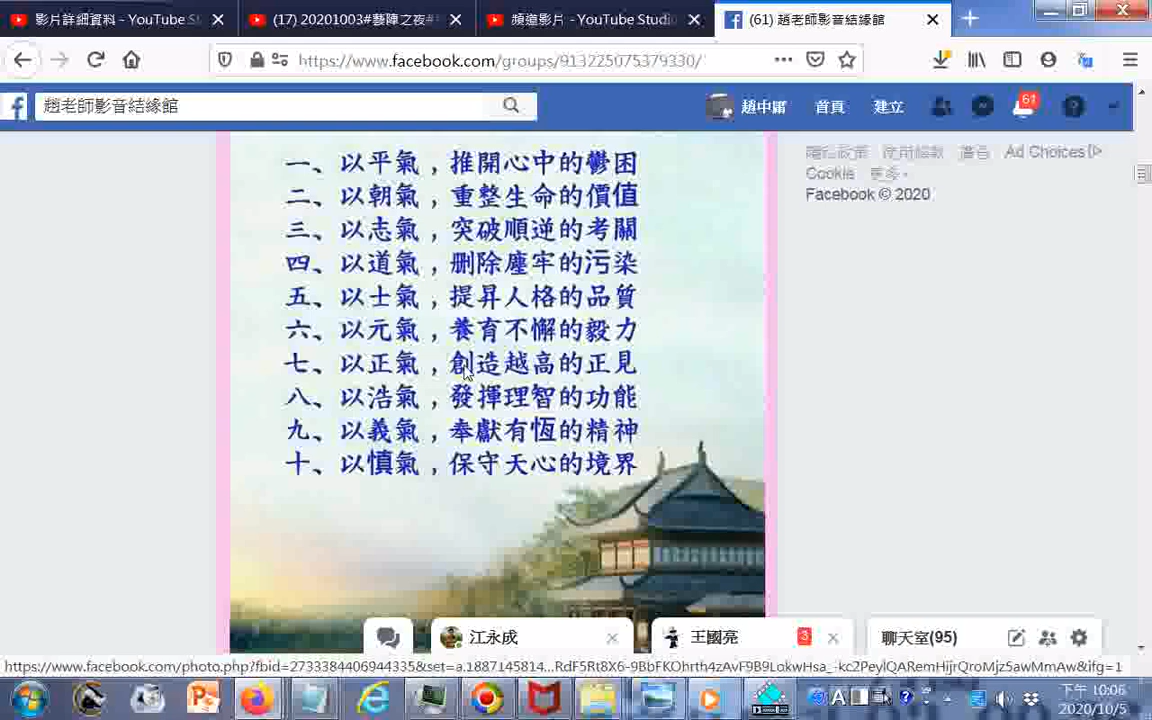 影片詳細資料 - YouTube S
(17) 20201003#藝陣之夜#
頻道影片 - YouTube Studio
(61) 趙老師影音結緣館
https://www.facebook.com/groups/913225075379330/
趙老師影音結緣館
趙中鏞
首頁
建立
61
隱私政策 使用條款 廣告 Ad Choices
Cookie 更多
Facebook © 2020
一、以平氣，推開心中的鬱困
二、以朝氣，重整生命的價值
三、以志氣，突破順逆的考關
四、以道氣，刪除塵牢的污染
五、以士氣，提昇人格的品質
六、以元氣，養育不懈的毅力
七、以正氣，創造越高的正見
八、以浩氣，發揮理智的功能
九、以義氣，奉獻有恆的精神
十、以慎氣，保守天心的境界
江永成
王國亮
3
聊天室(95)
https://www.facebook.com/photo.php?fbid=2733384406944335&set=a.1887145814...RdF5Rt8X6-9BbFKOhrth4zAvF9B9LokwHsa_-kc2PeylQARemHijrQroMjz5awMmAw&ifg=1
下午 10:06
2020/10/5